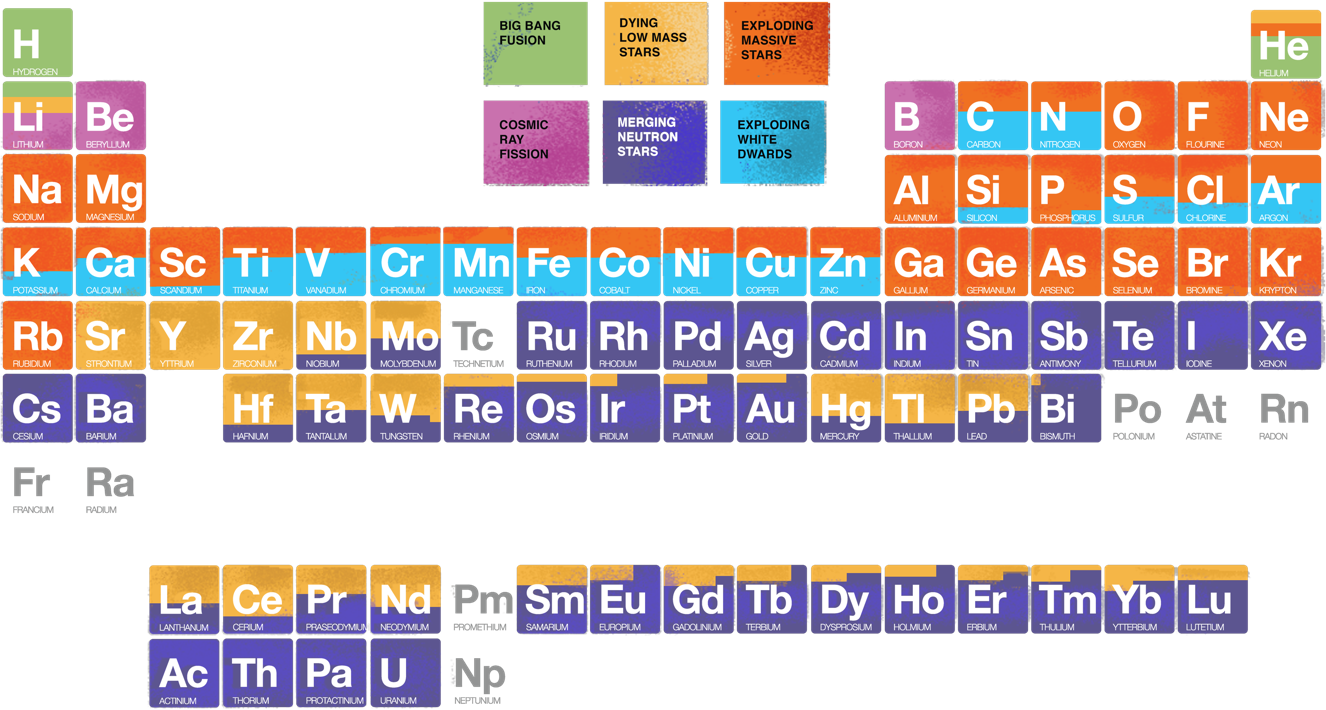 BIG BANG
FUSION
DYING
LOW MASS
STARS
EXPLODING
MASSIVE
STARS
COSMIC
RAY
FISSION
MERGING
NEUTRON
STARS
EXPLODING
WHITE
DWARDS
H
HYDROGEN
He
HELIUM
Li
LITHIUM
Be
BERYLLIUM
B
BORON
C
CARBON
N
NITROGEN
O
OXYGEN
F
FLOURINE
Ne
NEON
Na
SODIUM
Mg
MAGNESIUM
Al
ALUMINIUM
Si
SILICON
P
PHOSPHORUS
S
SULFUR
Cl
CHLORINE
Ar
ARGON
K
POTASSIUM
Ca
CALCIUM
Sc
SCANDIUM
Ti
TITANIUM
V
VANADIUM
Cr
CHROMIUM
Mn
MANGANESE
Fe
IRON
Co
COBALT
Ni
NICKEL
Cu
COPPER
Zn
ZINC
Ga
GALLIUM
Ge
GERMANIUM
As
ARSENIC
Se
SELENIUM
Br
BROMINE
Kr
KRYPTON
Rb
RUBIDIUM
Sr
STRONTIUM
Y
YTTRIUM
Zr
ZIRCONIUM
Nb
NIOBIUM
Mo
MOLYBDENUM
Tc
TECHNETIUM
Ru
RUTHENIUM
Rh
RHODIUM
Pd
PALLADIUM
Ag
SILVER
Cd
CADMIUM
In
INDIUM
Sn
TIN
Sb
ANTIMONY
Te
TELLURIUM
I
IODINE
Xe
XENON
Cs
CESIUM
Ba
BARIUM
Hf
HAFNIUM
Ta
TANTALUM
W
TUNGSTEN
Re
RHENIUM
Os
OSMIUM
Ir
IRIDIUM
Pt
PLATINIUM
Au
GOLD
Hg
MERCURY
Tl
THALLIUM
Pb
LEAD
Bi
BISMUTH
Po
POLONIUM
At
ASTATINE
Rn
RADON
Fr
FRANCIUM
Ra
RADIUM
La
LANTHANUM
Ce
CERIUM
Pr
PRASEODYMIUM
Nd
NEODYMIUM
Pm
PROMETHIUM
Sm
SAMARIUM
Eu
EUROPIUM
Gd
GADOLINIUM
Tb
TERBIUM
Dy
DYSPROSIUM
Ho
HOLMIUM
Er
ERBIUM
Tm
THULIUM
Yb
YTTERBIUM
Lu
LUTETIUM
Ac
ACTINIUM
Th
THORIUM
Pa
PROTACTINIUM
U
URANIUM
Np
NEPTUNIUM